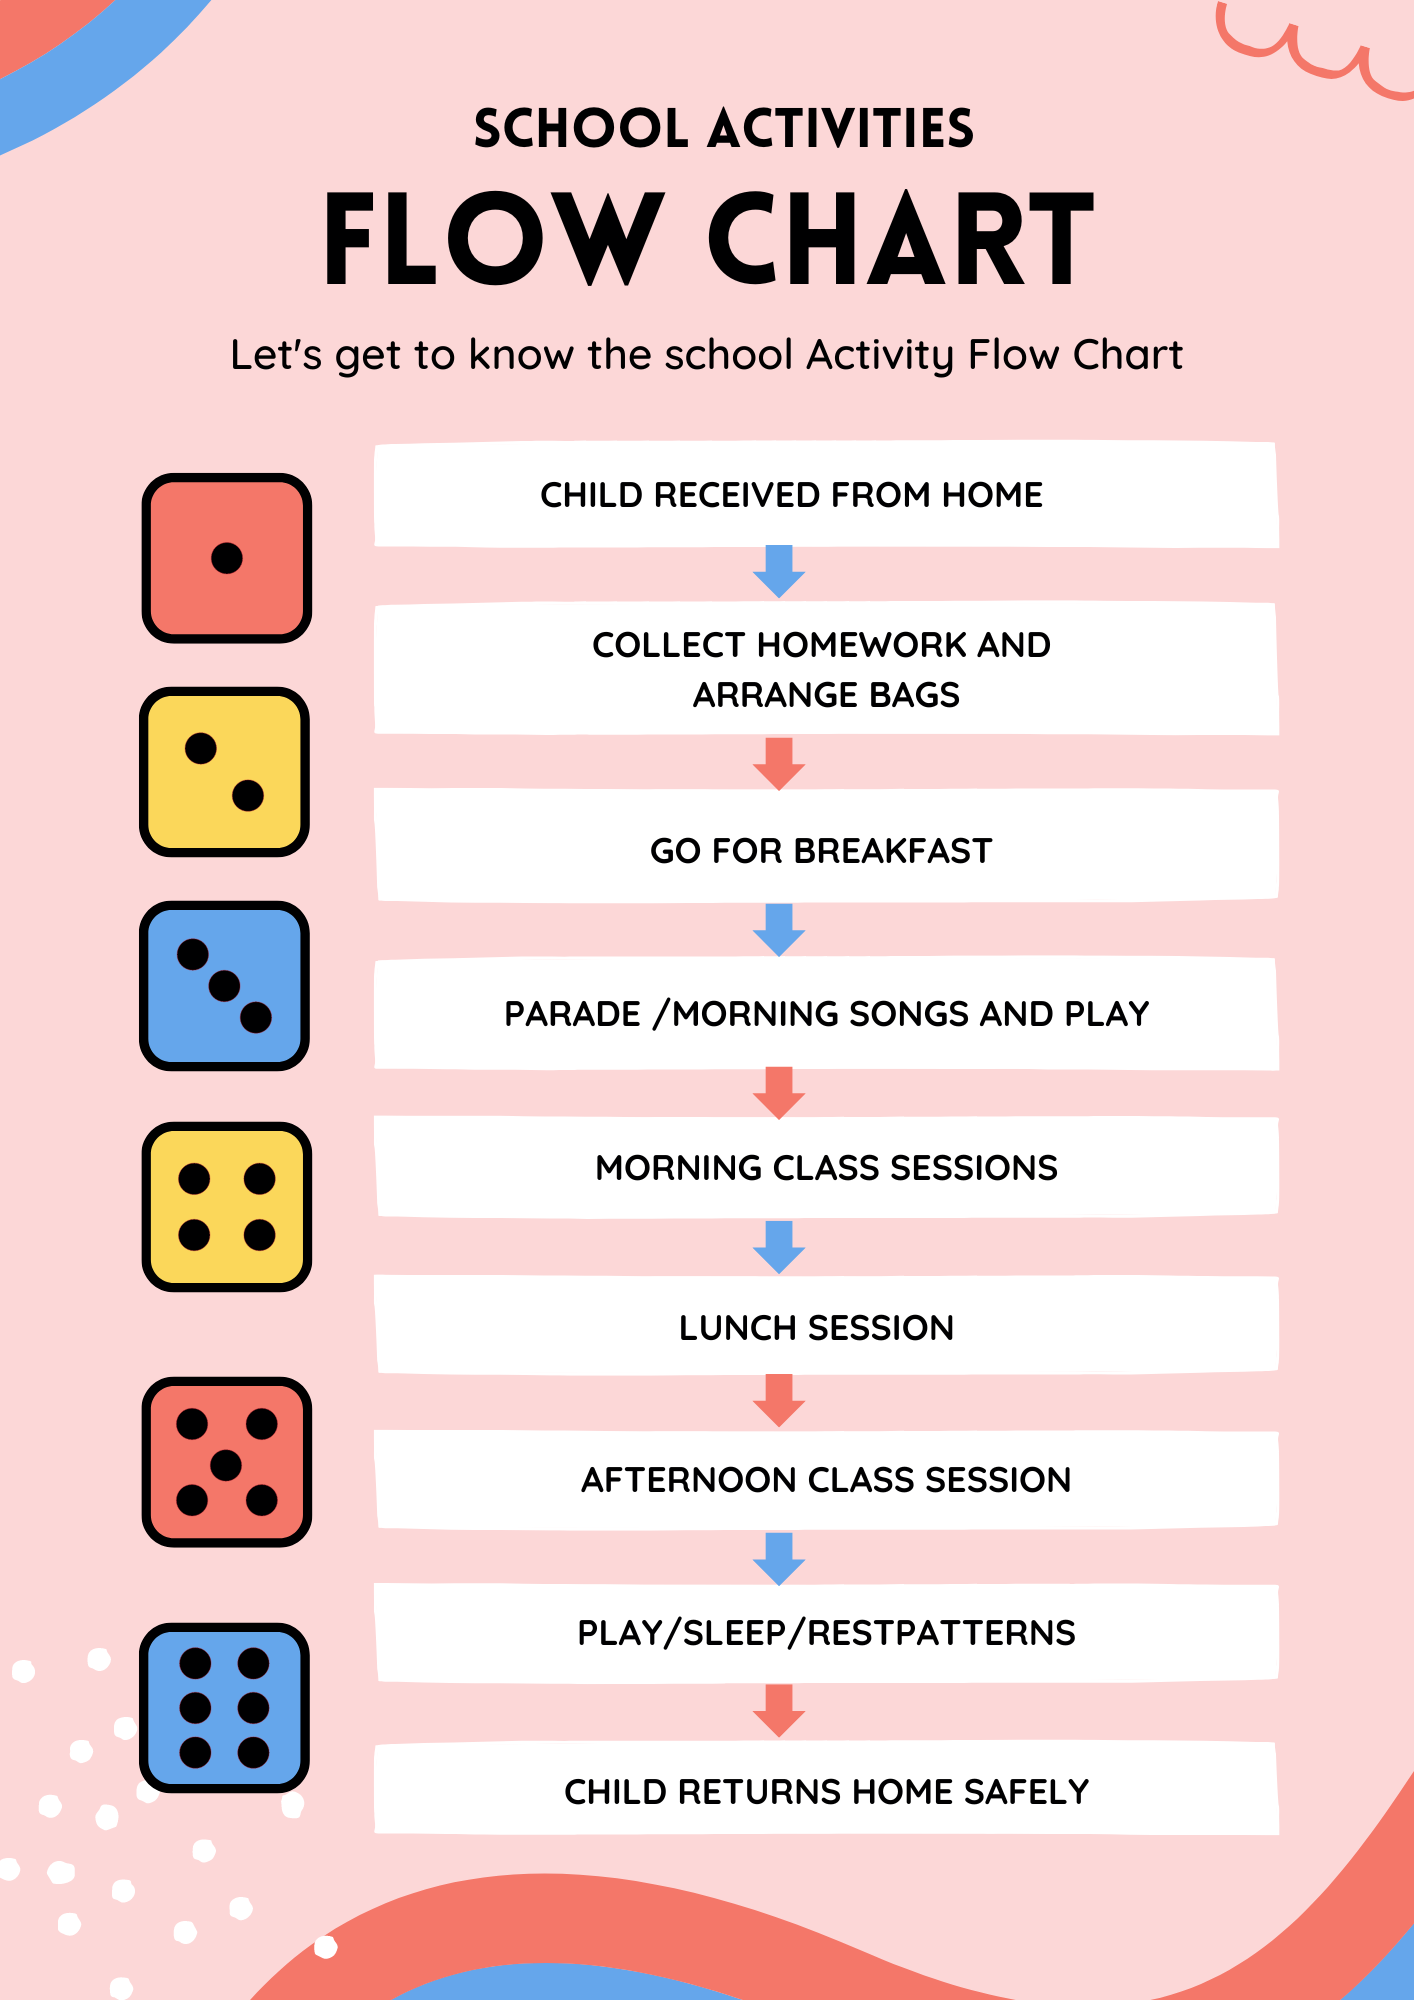 SCHOOL ACTIVITIES
FLOW CHART
Let's get to know the school Activity Flow Chart
CHILD RECEIVED FROM HOME
COLLECT HOMEWORK AND
ARRANGE BAGS
GO FOR BREAKFAST
PARADE /MORNING SONGS AND PLAY
MORNING CLASS SESSIONS
LUNCH SESSION
AFTERNOON CLASS SESSION
PLAY/SLEEP/RESTPATTERNS
CHILD RETURNS HOME SAFELY